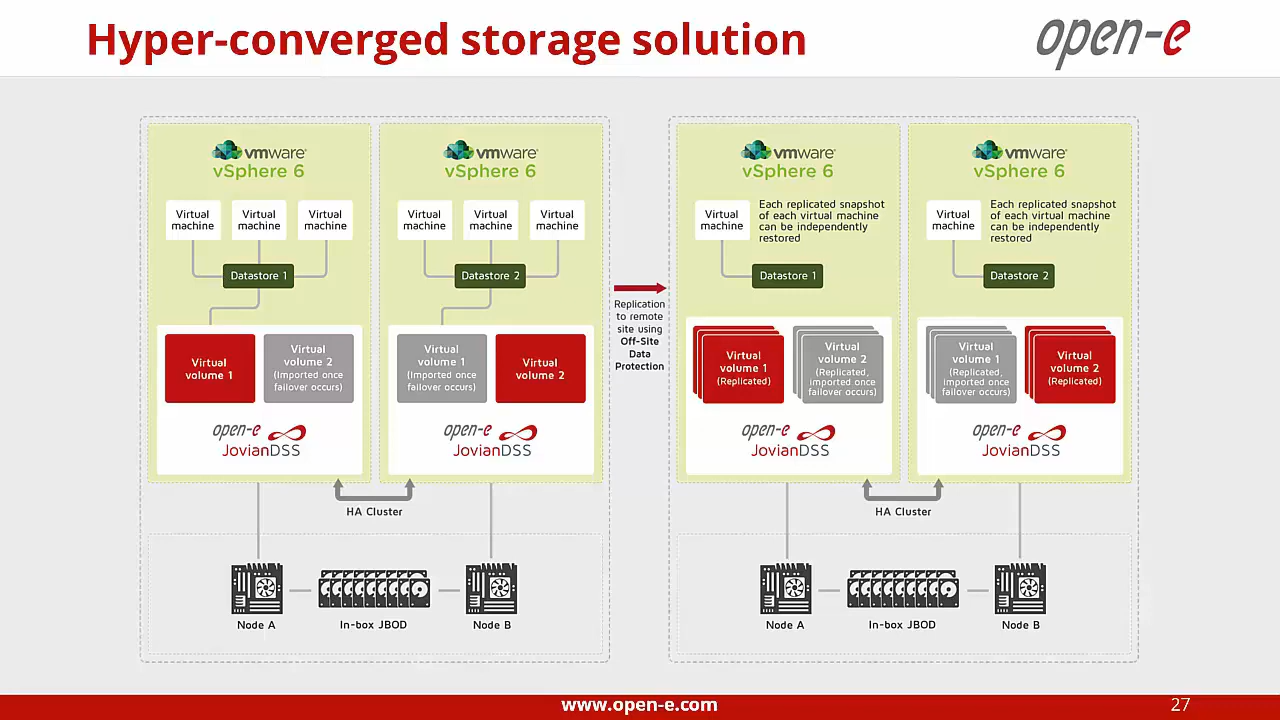 Hyper-converged storage solution
open-e
vmware®
vSphere 6
Virtual
machine
Virtual
machine
Virtual
machine
Datastore 1
Virtual
volume 1
Virtual
volume 2
(Imported once
failover occurs)
open-e
JovianDSS
vmware®
vSphere 6
Virtual
machine
Virtual
machine
Virtual
machine
Datastore 2
Virtual
volume 1
(Imported once
failover occurs)
Virtual
volume 2
open-e
JovianDSS
HA Cluster
Node A
In-box JBOD
Node B
Replication
to remote
site using
Off-Site
Data
Protection
vmware®
vSphere 6
Virtual
machine
Each replicated snapshot
of each virtual machine
can be independently
restored
Datastore 1
Virtual
volume 1
(Replicated)
Virtual
volume 2
(Replicated,
imported once
failover occurs)
open-e
JovianDSS
vmware®
vSphere 6
Virtual
machine
Each replicated snapshot
of each virtual machine
can be independently
restored
Datastore 2
Virtual
volume 1
(Replicated,
imported once
failover occurs)
Virtual
volume 2
(Replicated)
open-e
JovianDSS
HA Cluster
Node A
In-box JBOD
Node B
www.open-e.com
27